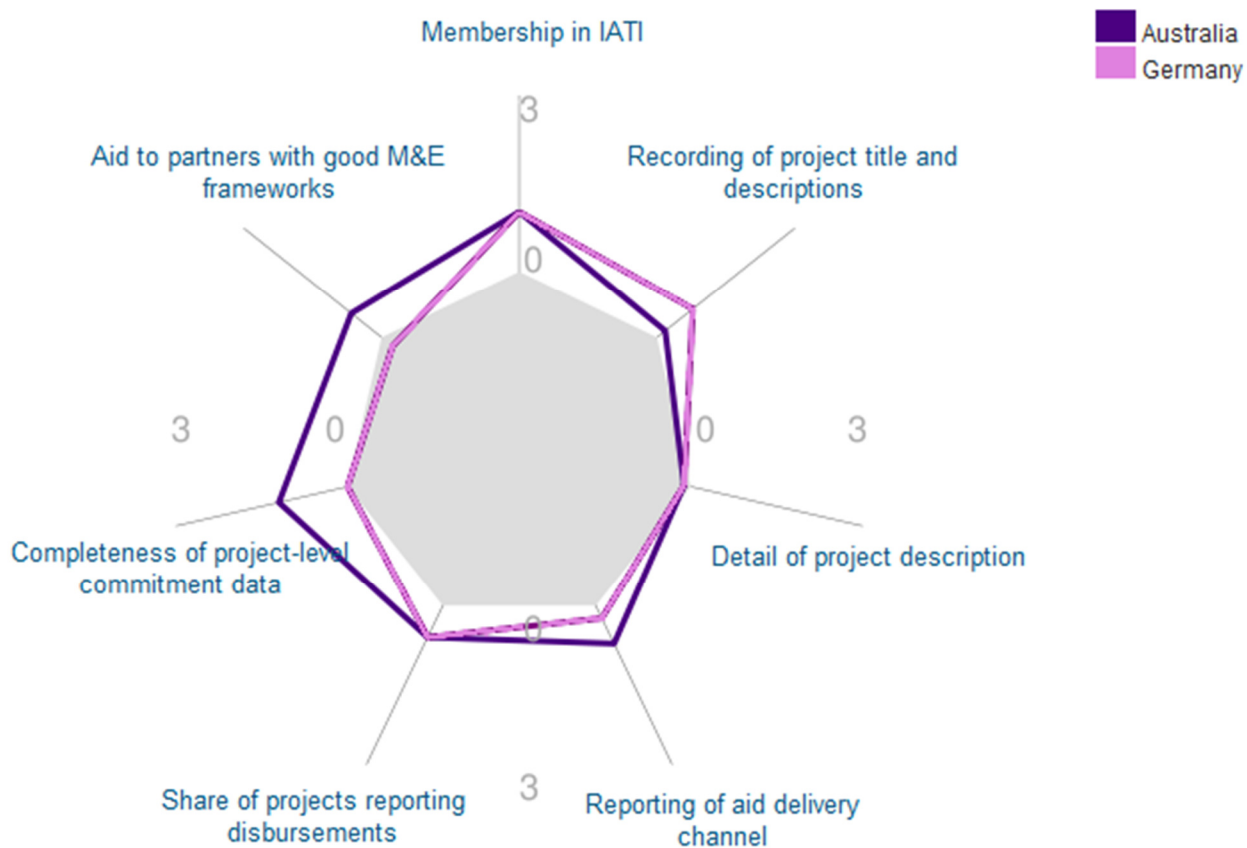 Membership in IATI
Australia
Germany
3
Aid to partners with good M&E
frameworks
Recording of project title and
descriptions
0
3
0
0
3
Completeness of project-level
commitment data
Detail of project description
0
Share of projects reporting
disbursements
3
Reporting of aid delivery
channel